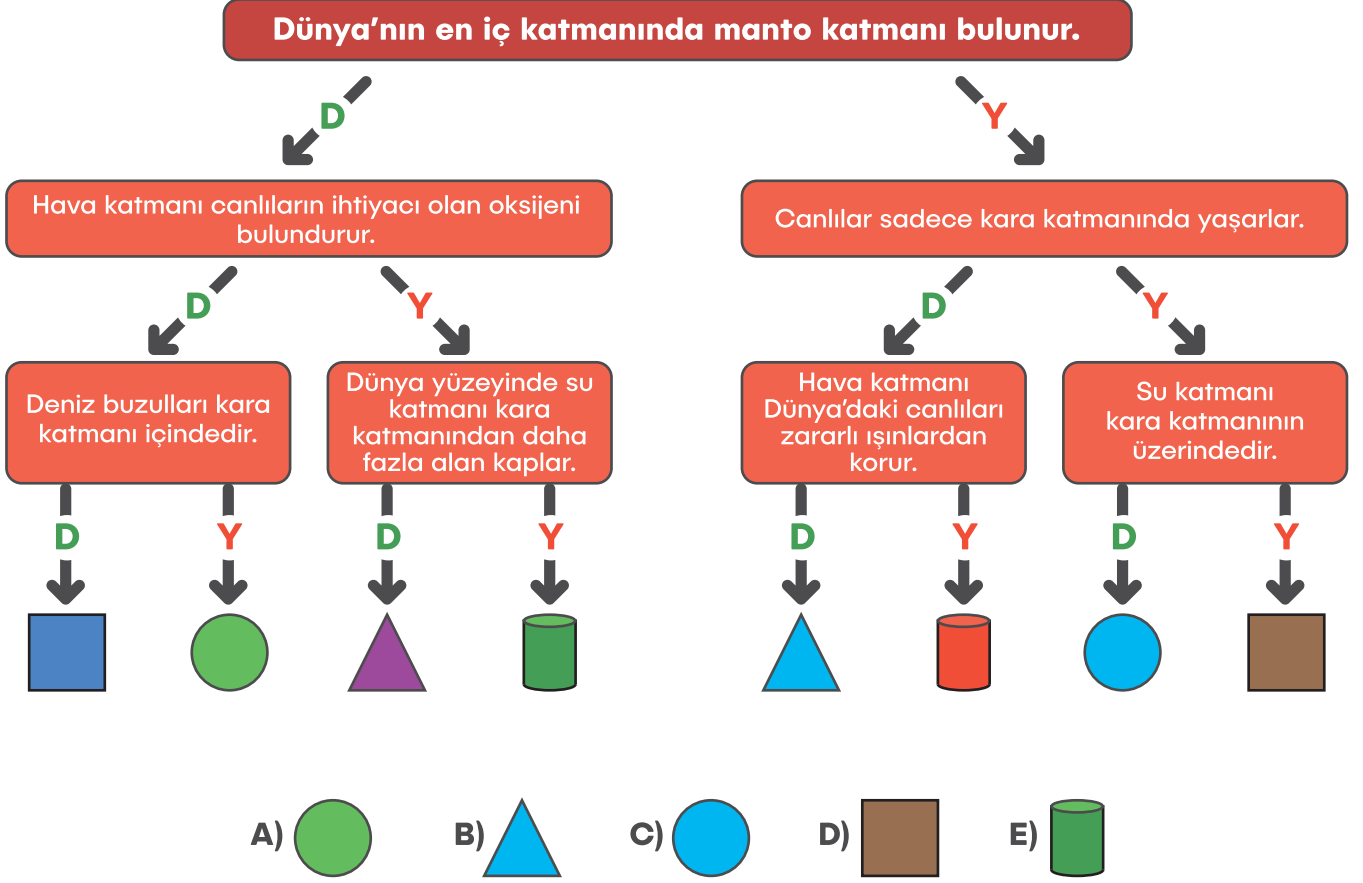 Dünya’nın en iç katmanında manto katmanı bulunur.
D
Y
Hava katmanı canlıların ihtiyacı olan oksijeni
bulundurur.
Canlılar sadece kara katmanında yaşarlar.
D
Y
D
Y
Deniz buzulları kara
katmanı içindedir.
Dünya yüzeyinde su
katmanı kara
katmanından daha
fazla alan kaplar.
Hava katmanı
Dünya’daki canlıları
zararlı ışınlardan
korur.
Su katmanı
kara katmanının
üzerindedir.
D
Y
D
Y
D
Y
D
Y
A)
B)
C)
D)
E)